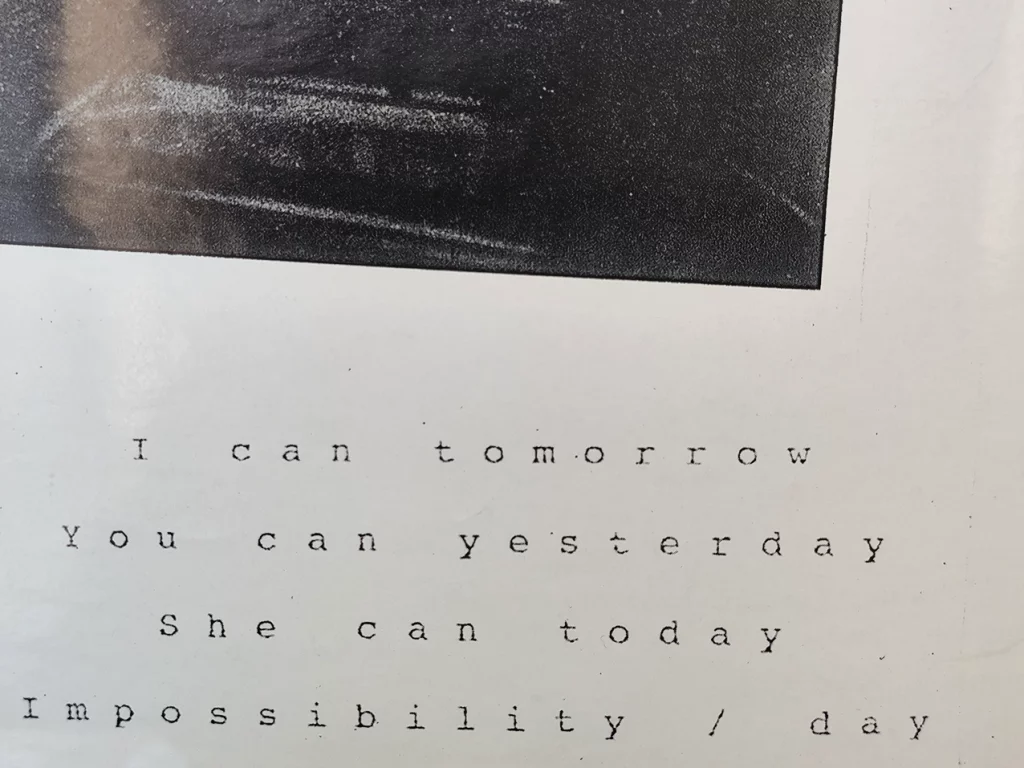 I can tomorrow
You can yesterday
She can today
Impossibility / day